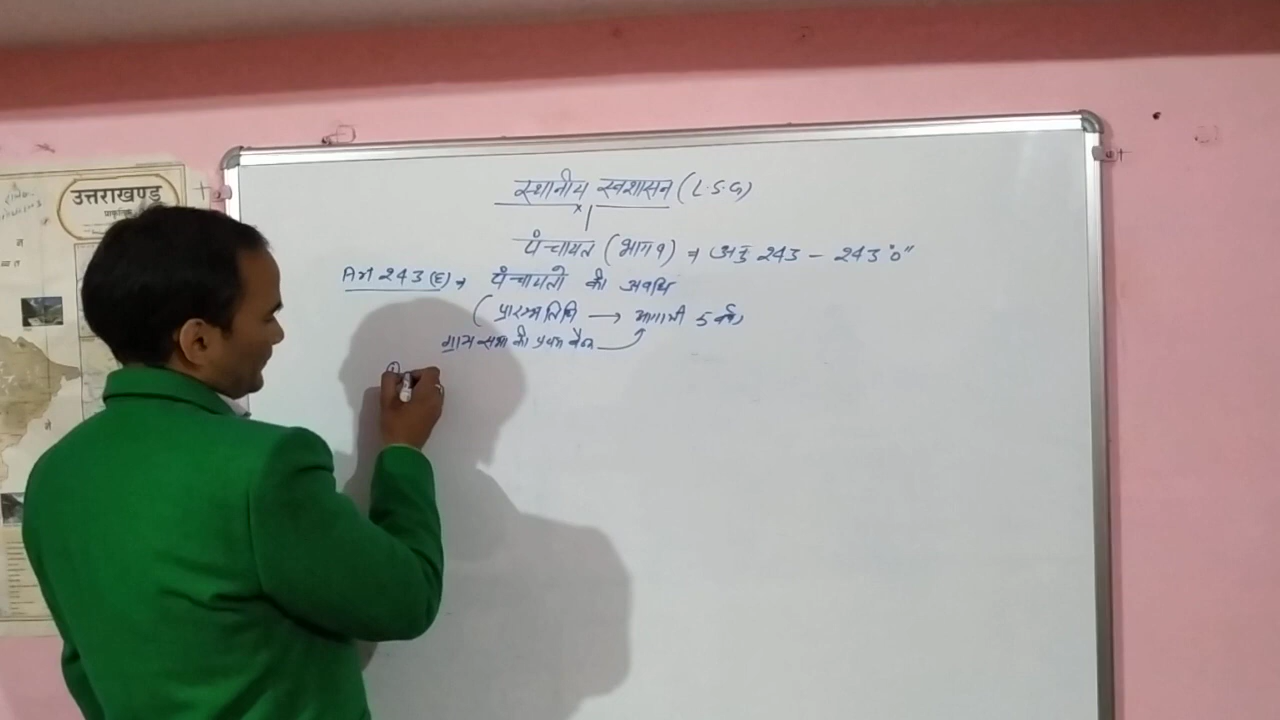 स्थानीय स्वशासन (L.S.G)
पंचायत (भाग 9) → (अनु 243 - 243 "O"
Art 243 (E) → पंचायतो की अवधि
(प्रारम्भ तिथि → आगामी 5 वर्ष)
ग्राम सभा की प्रथम बैठक
उत्तराखण्ड
प्राकृतिक